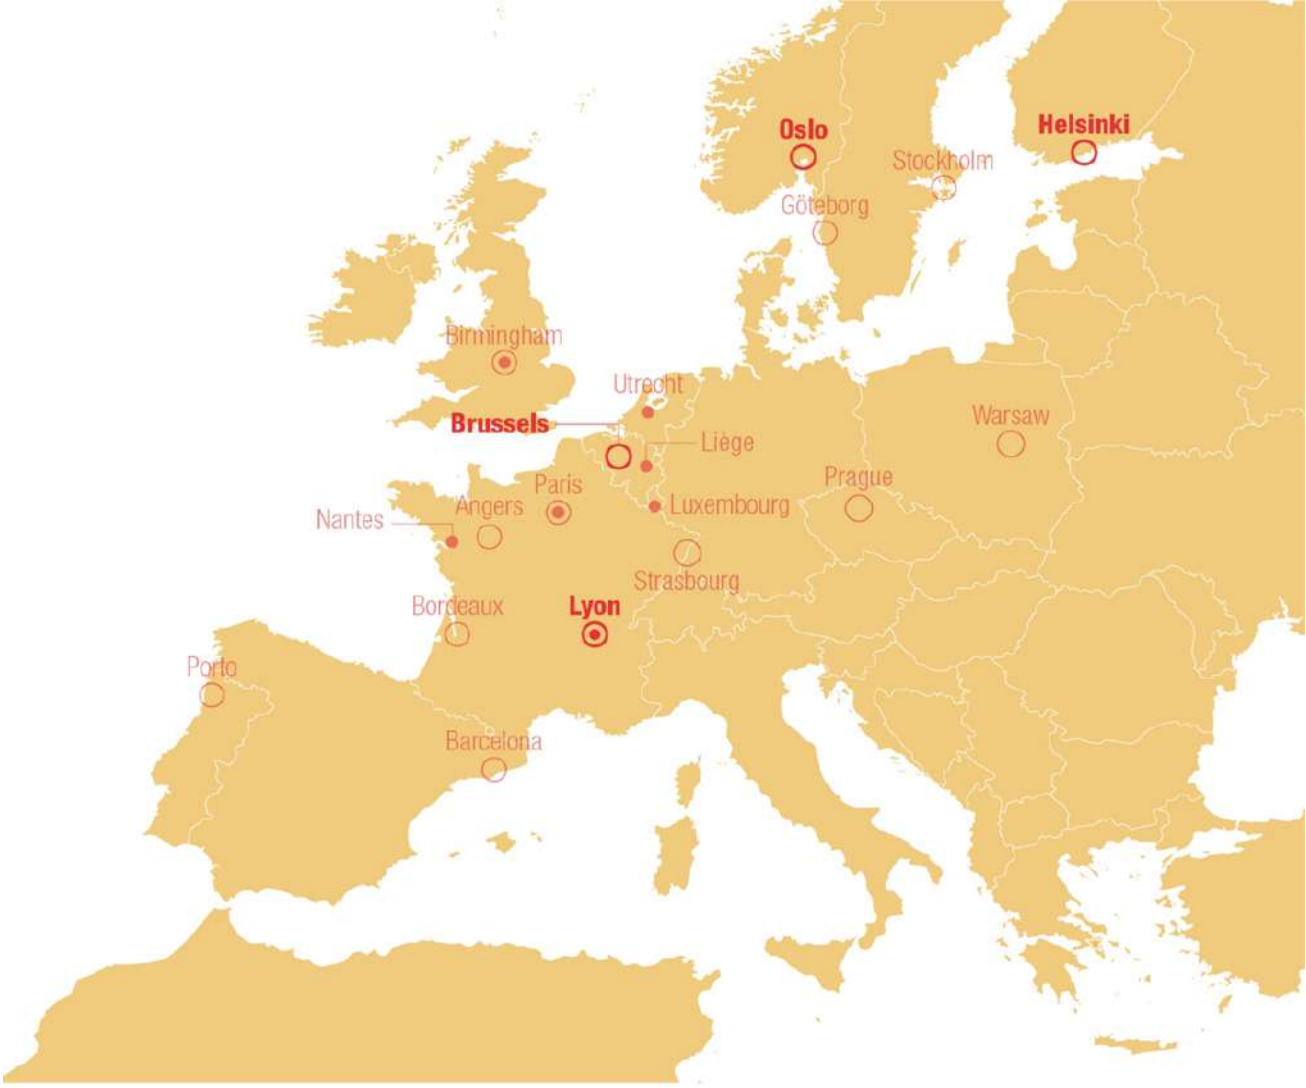 Helsinki
Oslo
Stockholm
Göteborg
Birmingham
Utrecht
Brussels
Warsaw
Liège
Prague
Paris
Angers
Luxembourg
Nantes
Strasbourg
Bordeaux
Lyon
Porto
Barcelona